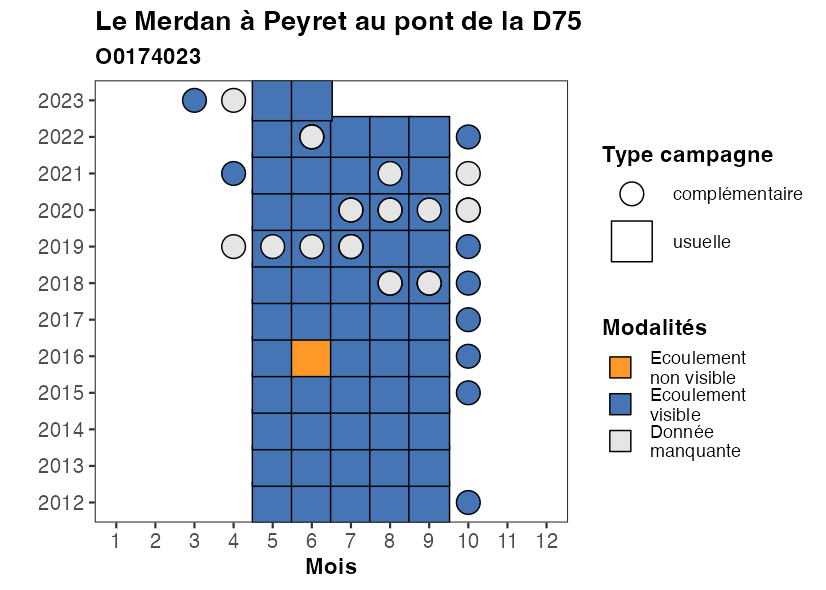 Le Merdan à Peyret au pont de la D75
O0174023
2023
2022
2021
2020
2019
2018
2017
2016
2015
2014
2013
2012
1 2 3 4 5 6 7 8 9 10 11 12
Mois
Type campagne
complémentaire
usuelle
Modalités
Ecoulement
non visible
Ecoulement
visible
Donnée
manquante